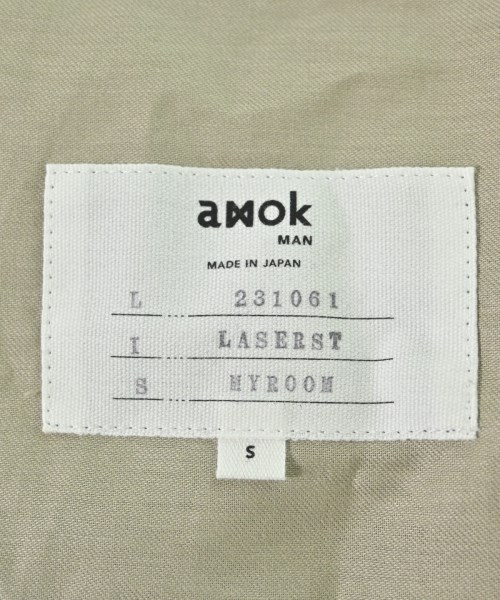 amok
MAN
MADE IN JAPAN
L ... 231061
I LASERST
S ... MYROOM
S